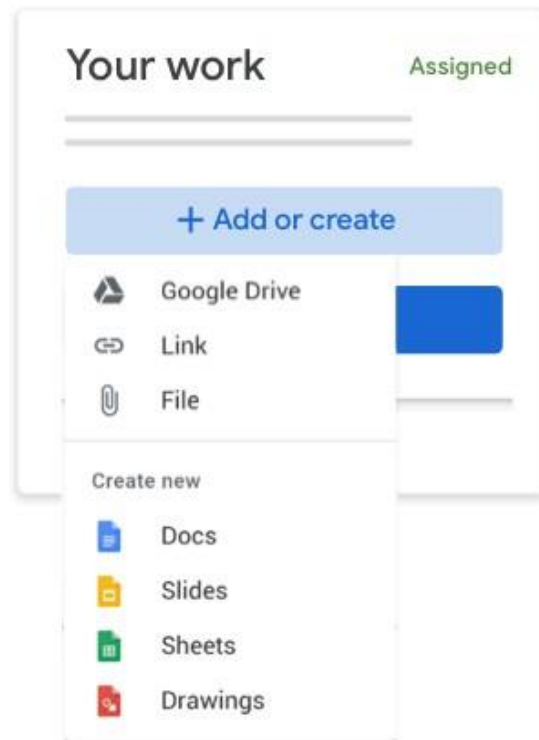 Your work
Assigned
+ Add or create
Google Drive
Link
File
Create new
Docs
Slides
Sheets
Drawings